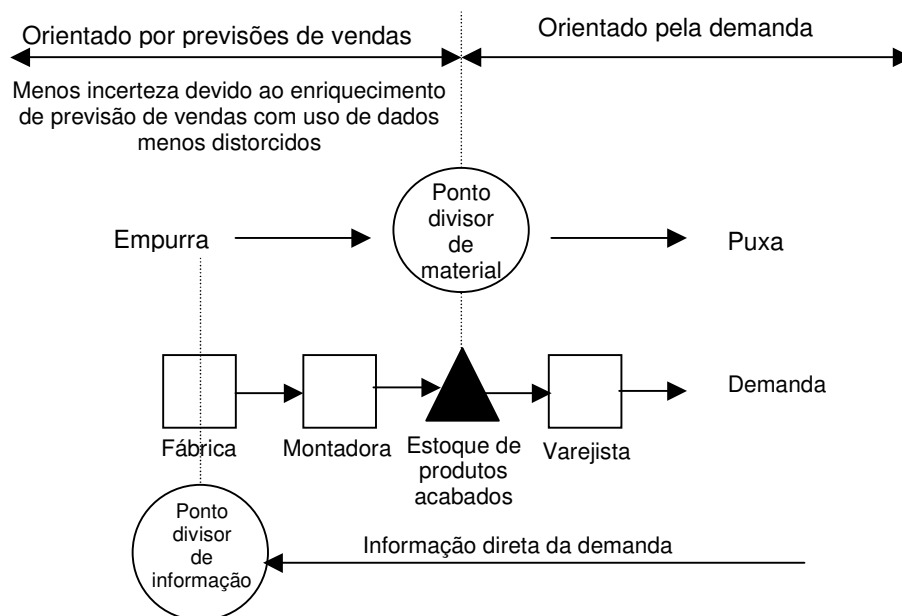 Orientado por previsões de vendas
Orientado pela demanda
Menos incerteza devido ao enriquecimento
de previsão de vendas com uso de dados
menos distorcidos
Ponto
divisor
de
material
Empurra
Puxa
Demanda
Fábrica
Montadora
Estoque de
produtos
acabados
Varejista
Ponto
divisor
de
informação
Informação direta da demanda